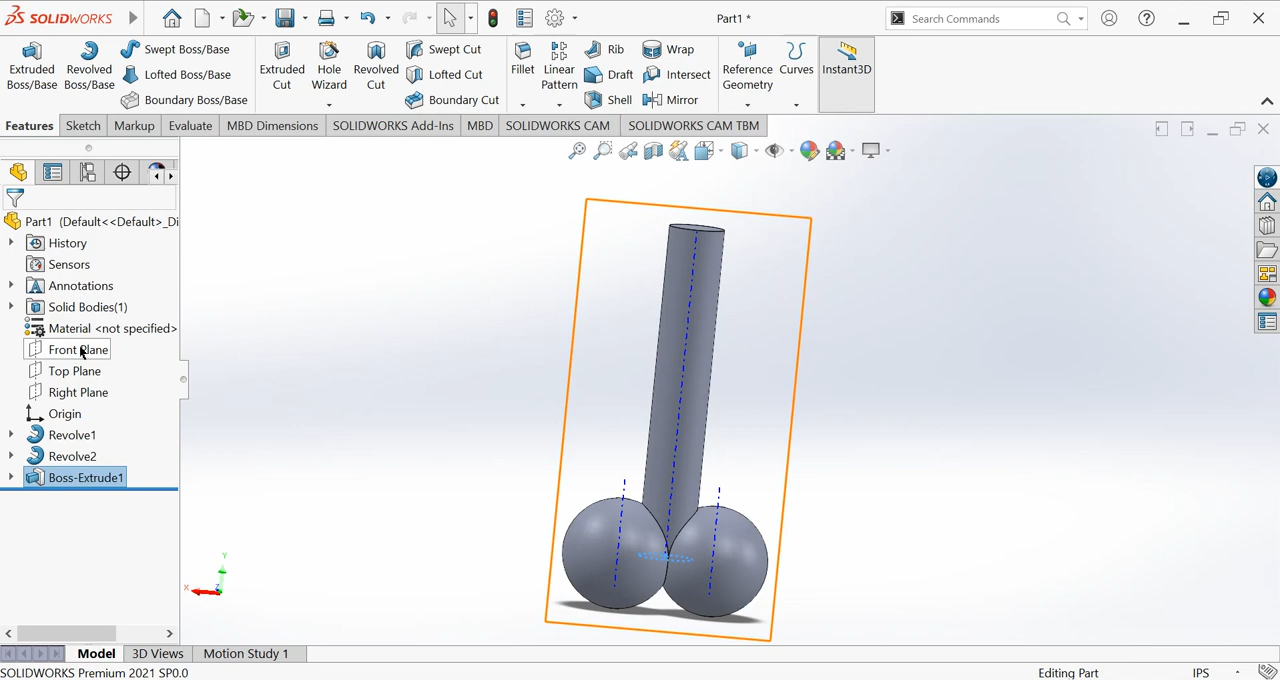 SOLIDWORKS
Part1 *
Search Commands
Extruded Boss/Base
Revolved Boss/Base
Swept Boss/Base
Lofted Boss/Base
Boundary Boss/Base
Extruded Cut
Hole Wizard
Revolved Cut
Swept Cut
Lofted Cut
Boundary Cut
Fillet
Linear Pattern
Rib
Draft
Shell
Wrap
Intersect
Mirror
Reference Geometry
Curves
Instant3D
Features
Sketch
Markup
Evaluate
MBD Dimensions
SOLIDWORKS Add-Ins
MBD
SOLIDWORKS CAM
SOLIDWORKS CAM TBM
Part1 (Default<<Default>_Di
History
Sensors
Annotations
Solid Bodies(1)
Material <not specified>
Front Plane
Top Plane
Right Plane
Origin
Revolve1
Revolve2
Boss-Extrude1
Y
X
Z
Model
3D Views
Motion Study 1
SOLIDWORKS Premium 2021 SP0.0
Editing Part
IPS